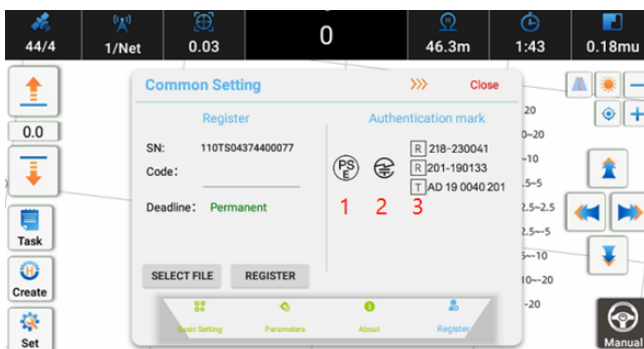 44/4
1/Net
0.03
0
46.3m
1:43
0.18mu
Common Setting
>>>
Close
Register
Authentication mark
SN: 110TS04374400077
Code:
Deadline: Permanent
PS
E
R 218-230041
R 201-190133
T AD 19 0040 201
1 2 3
SELECT FILE
REGISTER
Basic Setting
Parameters
About
Register
0.0
Task
H
Create
Set
20
0~20
-10
.5~5
2.5~2.5
2.5~-5
5~-10
10~-20
-20
Manual